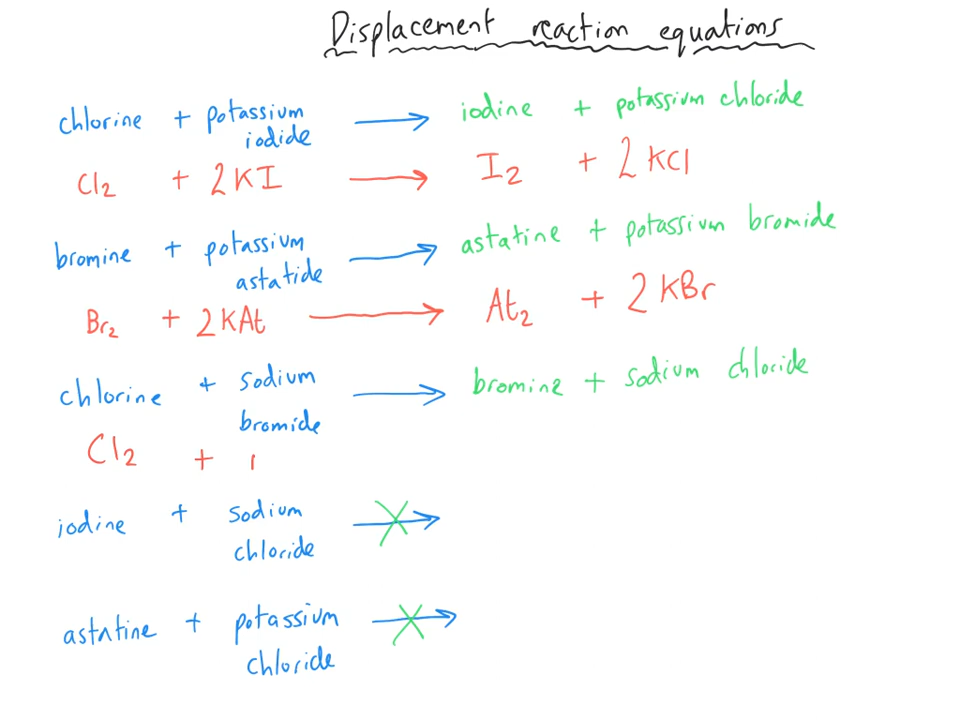 Displacement reaction equations
chlorine + potassium iodide → iodine + potassium chloride
Cl2 + 2KI → I2 + 2KCl
bromine + potassium astatide → astatine + potassium bromide
Br2 + 2KAt → At2 + 2KBr
chlorine + sodium bromide → bromine + sodium chloride
Cl2 +
iodine + sodium chloride →
astatine + potassium chloride →